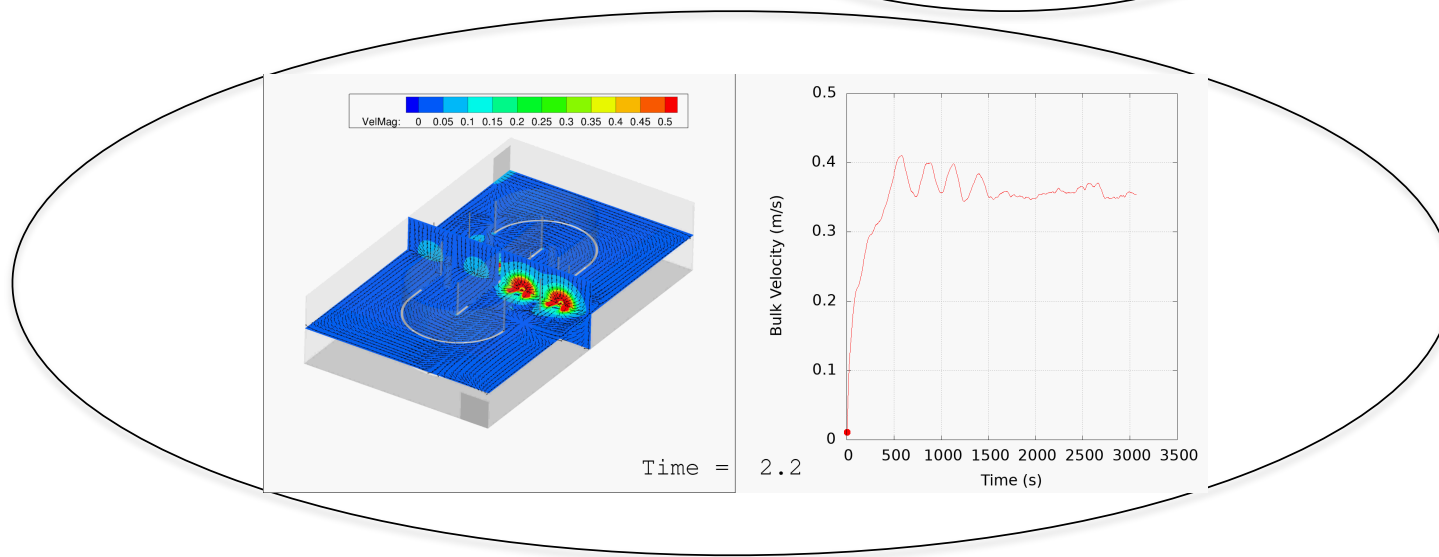 VelMag: 0 0.05 0.1 0.15 0.2 0.25 0.3 0.35 0.4 0.45 0.5
Time = 2.2
0.5
0.4
0.3
0.2
0.1
0
Bulk Velocity (m/s)
0 500 1000 1500 2000 2500 3000 3500
Time (s)